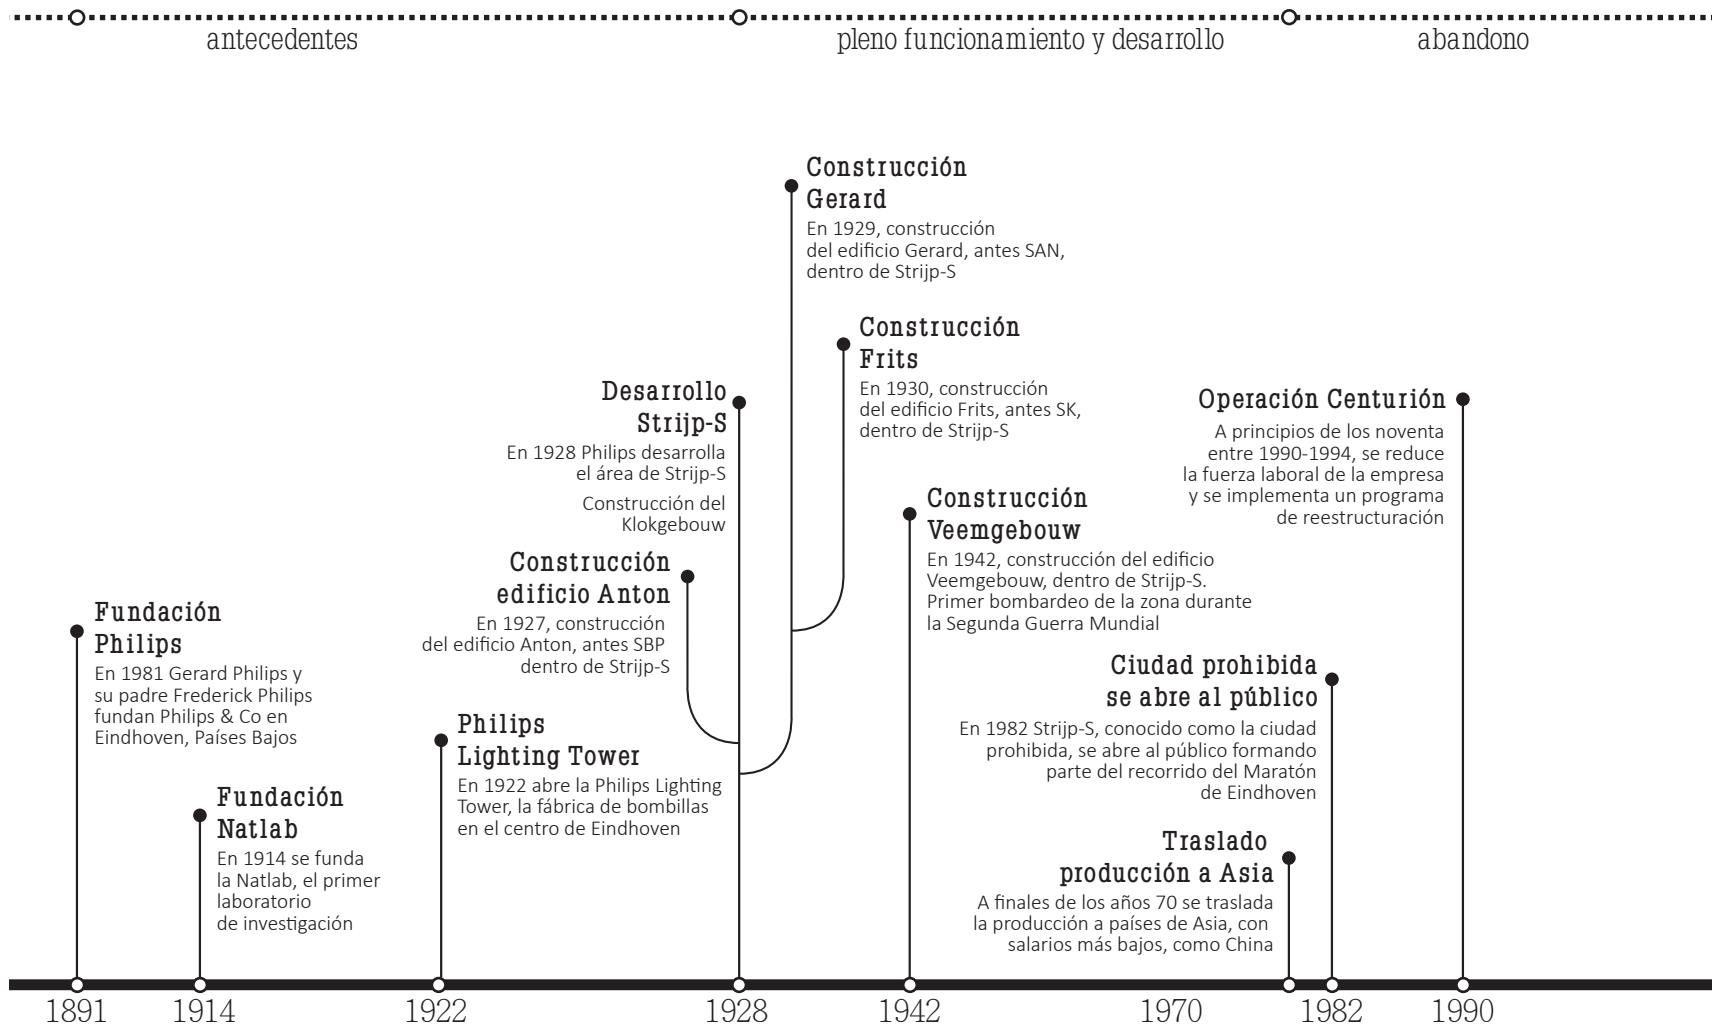 antecedentes
pleno funcionamiento y desarrollo
abandono
Construcción
Gerard
En 1929, construcción
del edificio Gerard, antes SAN,
dentro de Strijp-S
Construcción
Frits
En 1930, construcción
del edificio Frits, antes SK,
dentro de Strijp-S
Desarrollo
Strijp-S
En 1928 Philips desarrolla
el área de Strijp-S
Construcción del
Klokgebouw
Operación Centurión
A principios de los noventa
entre 1990-1994, se reduce
la fuerza laboral de la empresa
y se implementa un programa
de reestructuración
Construcción
Veemgebouw
En 1942, construcción del edificio
Veemgebouw, dentro de Strijp-S.
Primer bombardeo de la zona durante
la Segunda Guerra Mundial
Construcción
edificio Anton
En 1927, construcción
del edificio Anton, antes SBP
dentro de Strijp-S
Fundación
Philips
En 1981 Gerard Philips y
su padre Frederick Philips
fundan Philips & Co en
Eindhoven, Países Bajos
Ciudad prohibida
se abre al público
En 1982 Strijp-S, conocido como la ciudad
prohibida, se abre al público formando
parte del recorrido del Maratón
de Eindhoven
Philips
Lighting Tower
En 1922 abre la Philips Lighting
Tower, la fábrica de bombillas
en el centro de Eindhoven
Fundación
Natlab
En 1914 se funda
la Natlab, el primer
laboratorio
de investigación
Traslado
producción a Asia
A finales de los años 70 se traslada
la producción a países de Asia, con
salarios más bajos, como China
1891
1914
1922
1928
1942
1970
1982
1990